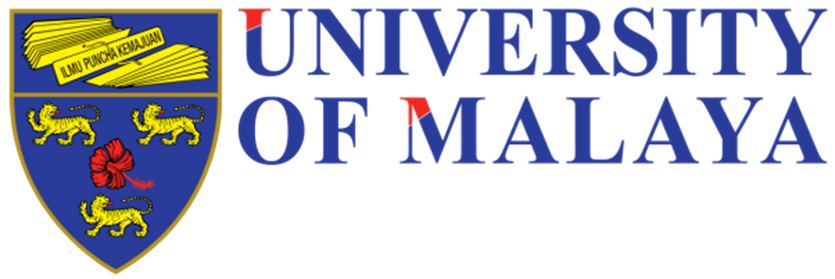 ILMU PUNCHA KEMAJUAN
UNIVERSITY
OF MALAYA